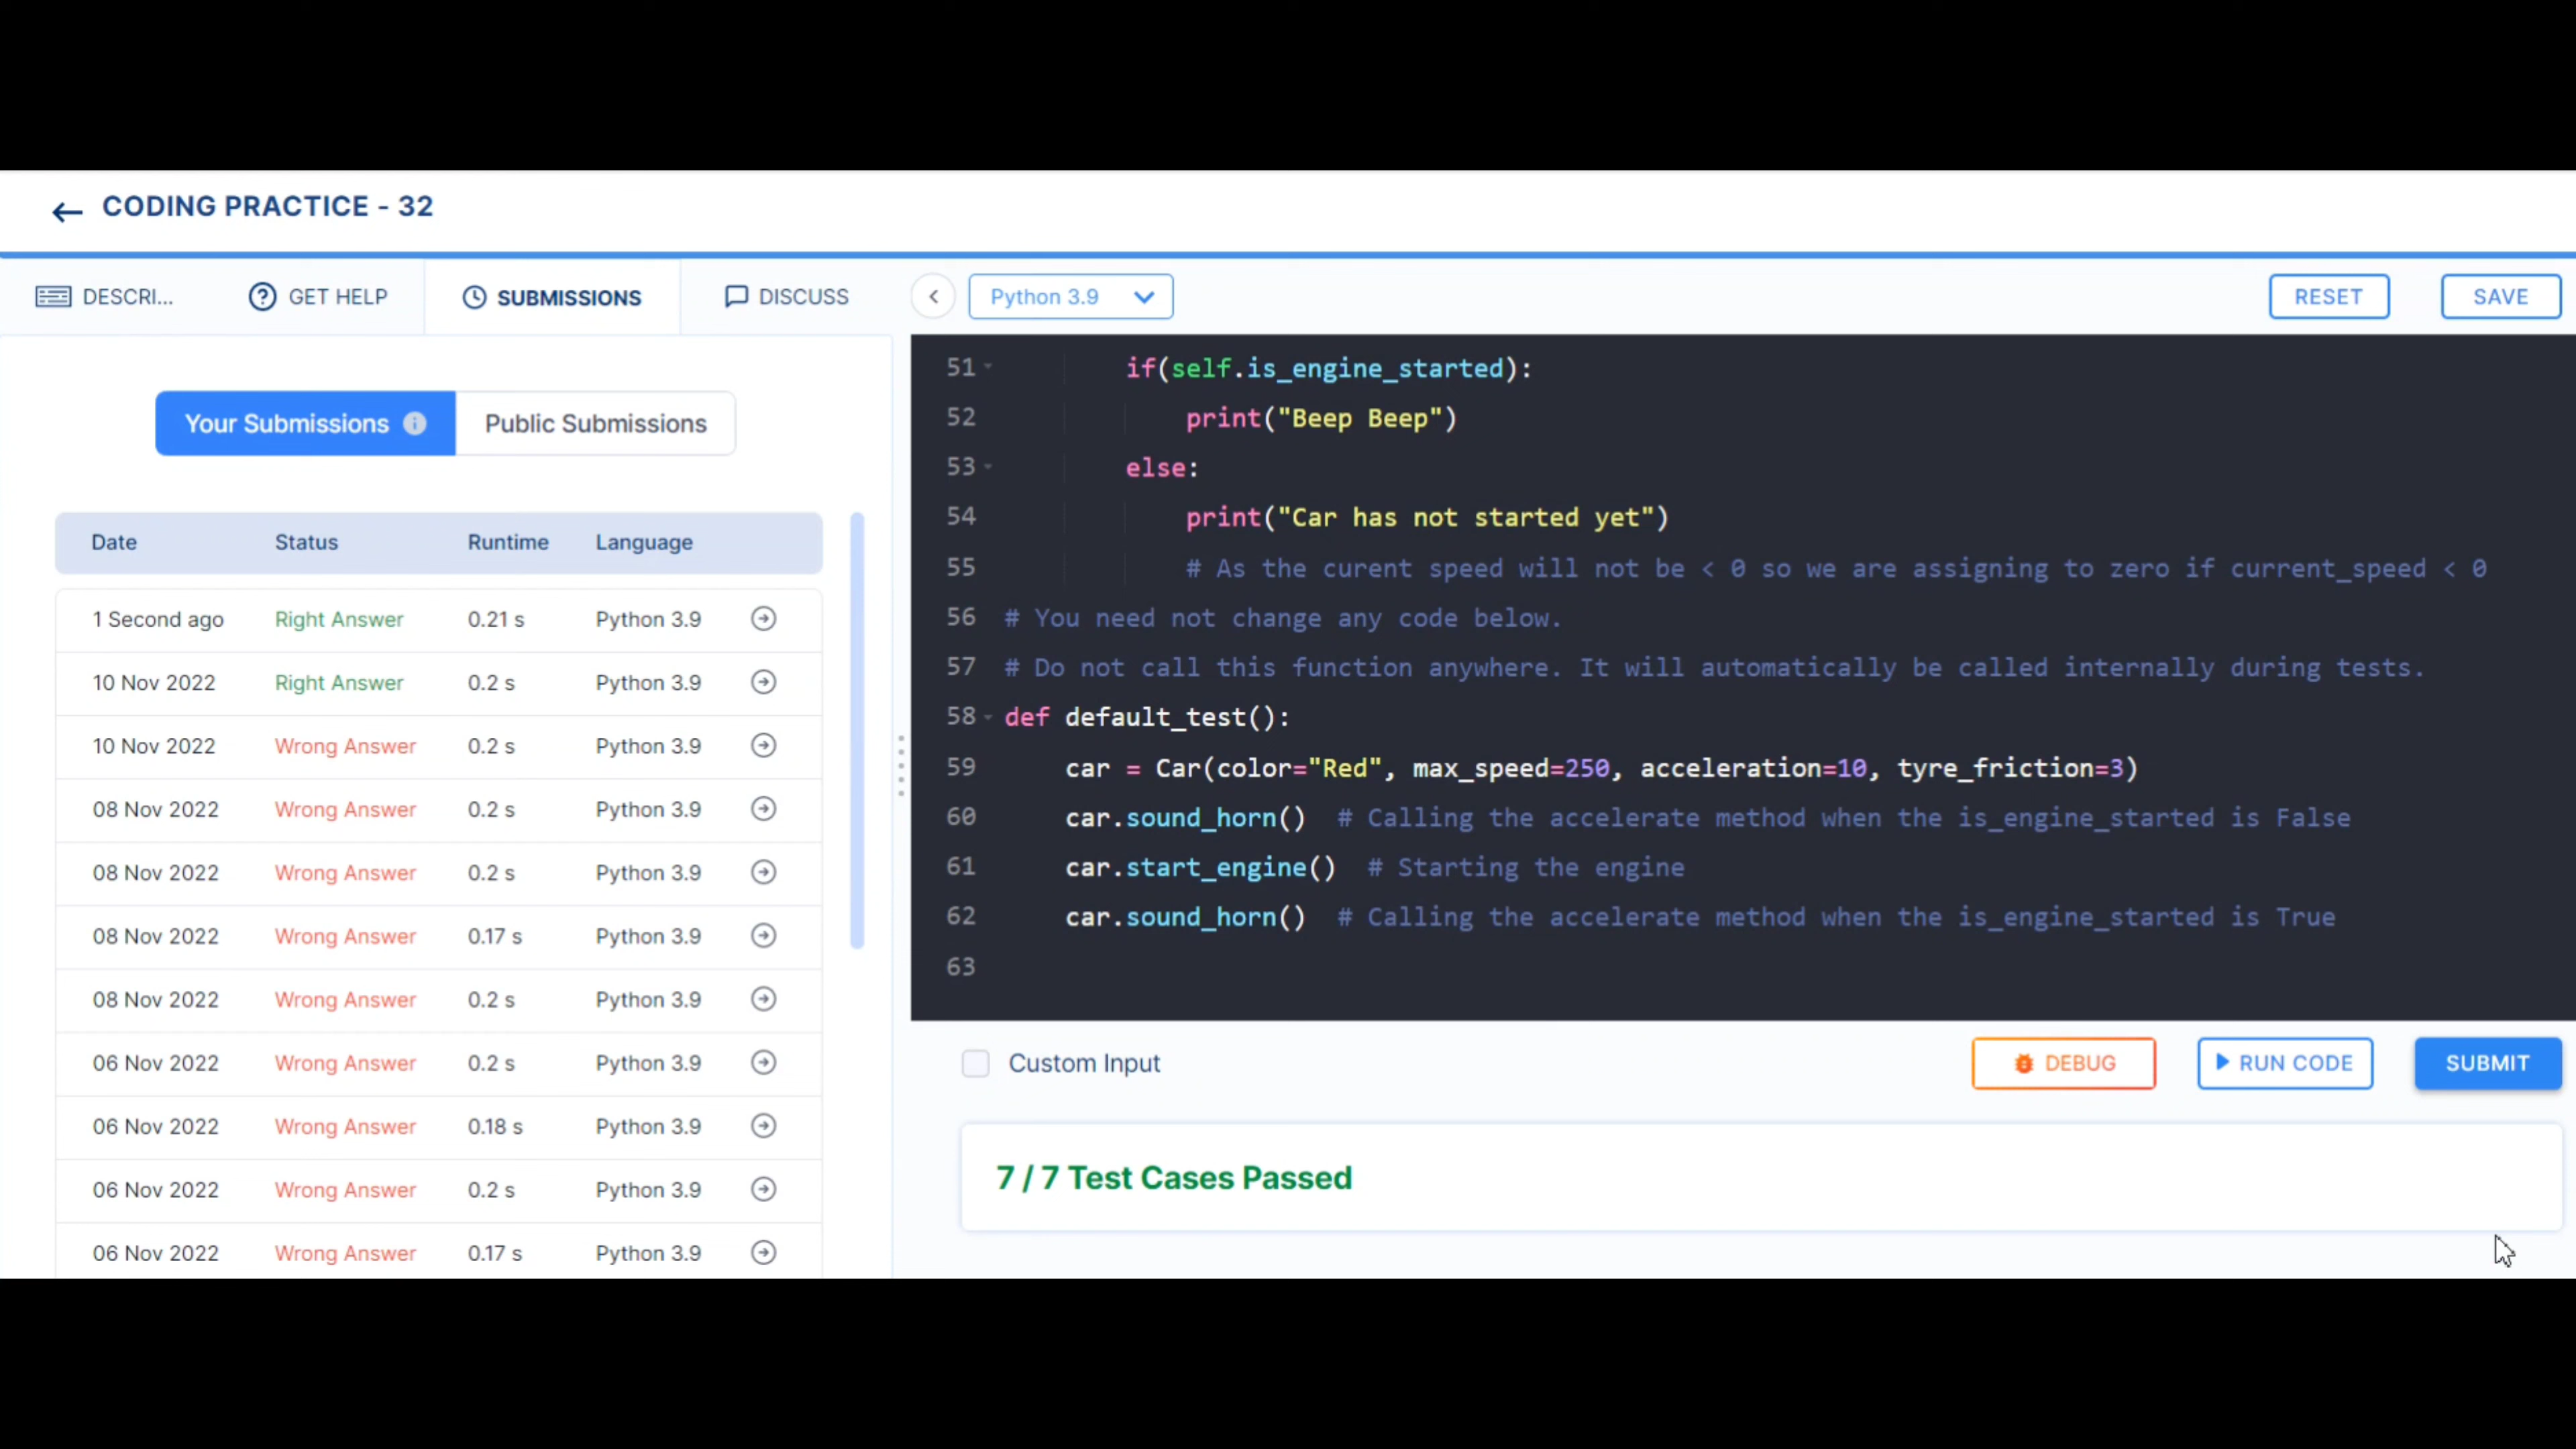 CODING PRACTICE - 32
DESCRI...
GET HELP
SUBMISSIONS
DISCUSS
Python 3.9
RESET
SAVE
Your Submissions
Public Submissions
Date Status Runtime Language
1 Second ago Right Answer 0.21 s Python 3.9
10 Nov 2022 Right Answer 0.2 s Python 3.9
10 Nov 2022 Wrong Answer 0.2 s Python 3.9
08 Nov 2022 Wrong Answer 0.2 s Python 3.9
08 Nov 2022 Wrong Answer 0.2 s Python 3.9
08 Nov 2022 Wrong Answer 0.17 s Python 3.9
08 Nov 2022 Wrong Answer 0.2 s Python 3.9
06 Nov 2022 Wrong Answer 0.2 s Python 3.9
06 Nov 2022 Wrong Answer 0.18 s Python 3.9
06 Nov 2022 Wrong Answer 0.2 s Python 3.9
06 Nov 2022 Wrong Answer 0.17 s Python 3.9
51 if(self.is_engine_started):
52 print("Beep Beep")
53 else:
54 print("Car has not started yet")
55 # As the curent speed will not be < 0 so we are assigning to zero if current_speed < 0
56 # You need not change any code below.
57 # Do not call this function anywhere. It will automatically be called internally during tests.
58 def default_test():
59 car = Car(color="Red", max_speed=250, acceleration=10, tyre_friction=3)
60 car.sound_horn() # Calling the accelerate method when the is_engine_started is False
61 car.start_engine() # Starting the engine
62 car.sound_horn() # Calling the accelerate method when the is_engine_started is True
63
Custom Input
DEBUG
RUN CODE
SUBMIT
7 / 7 Test Cases Passed